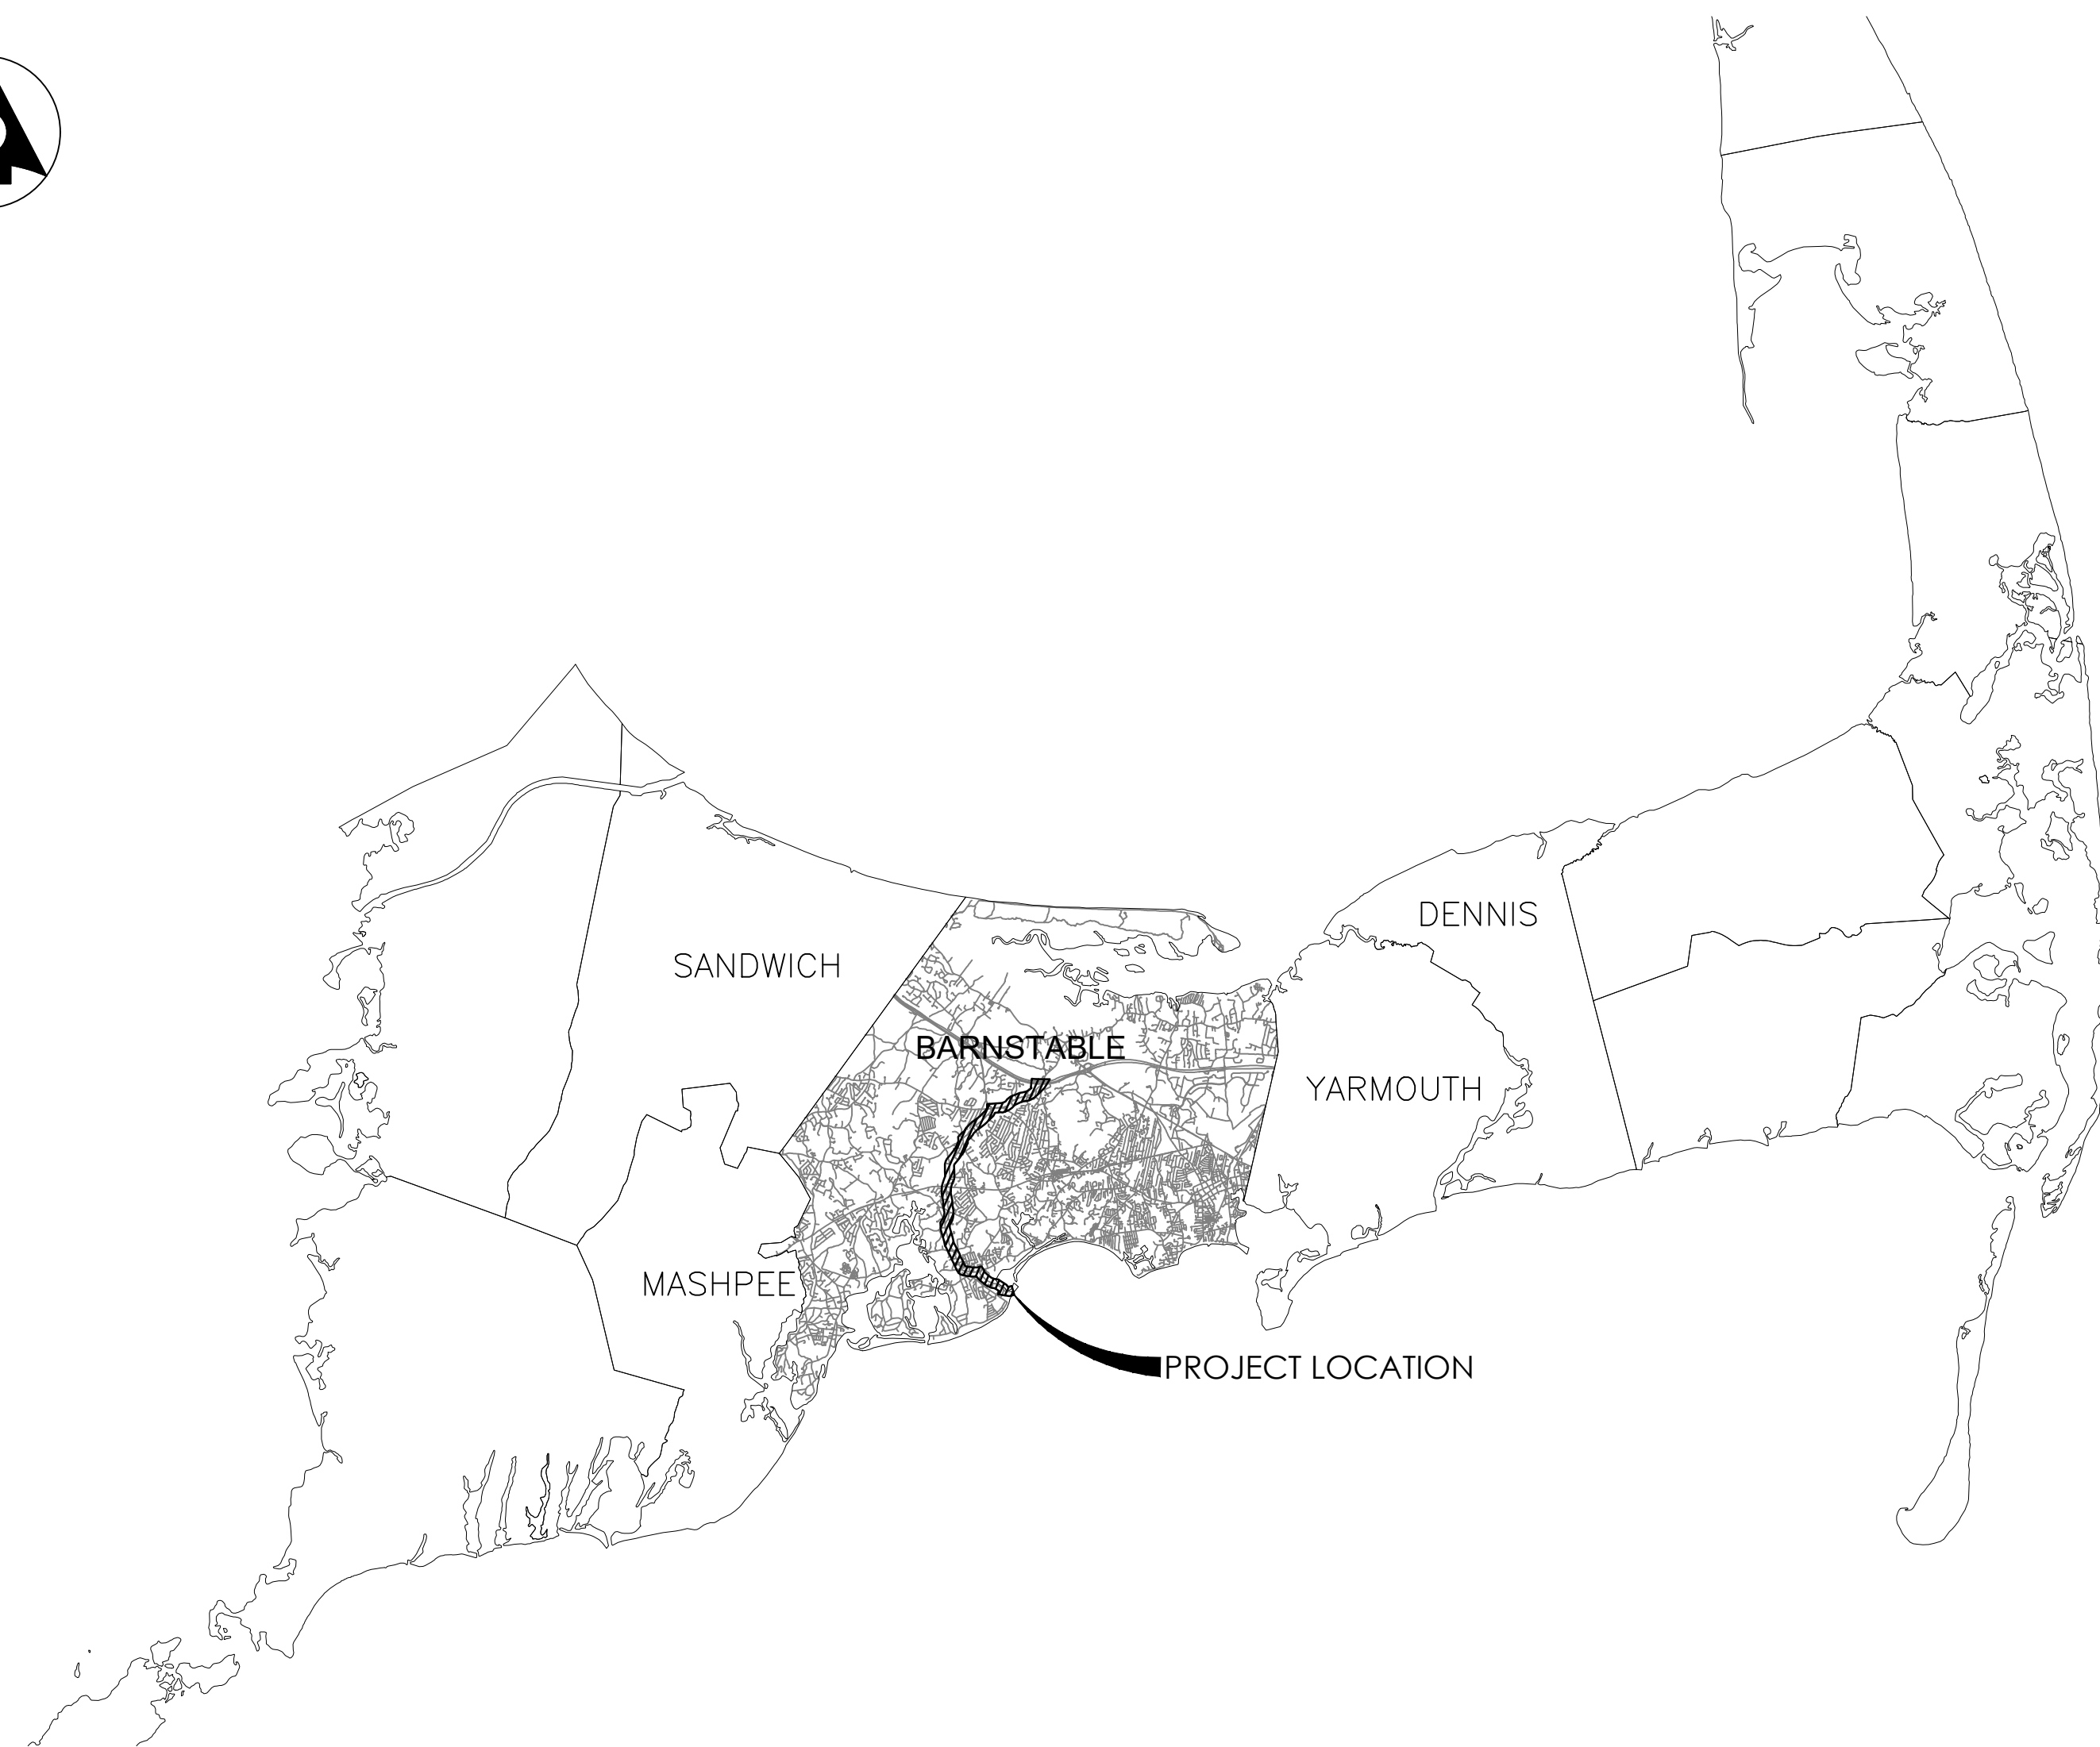 DENNIS
SANDWICH
BARNSTABLE
YARMOUTH
MASHPEE
PROJECT LOCATION